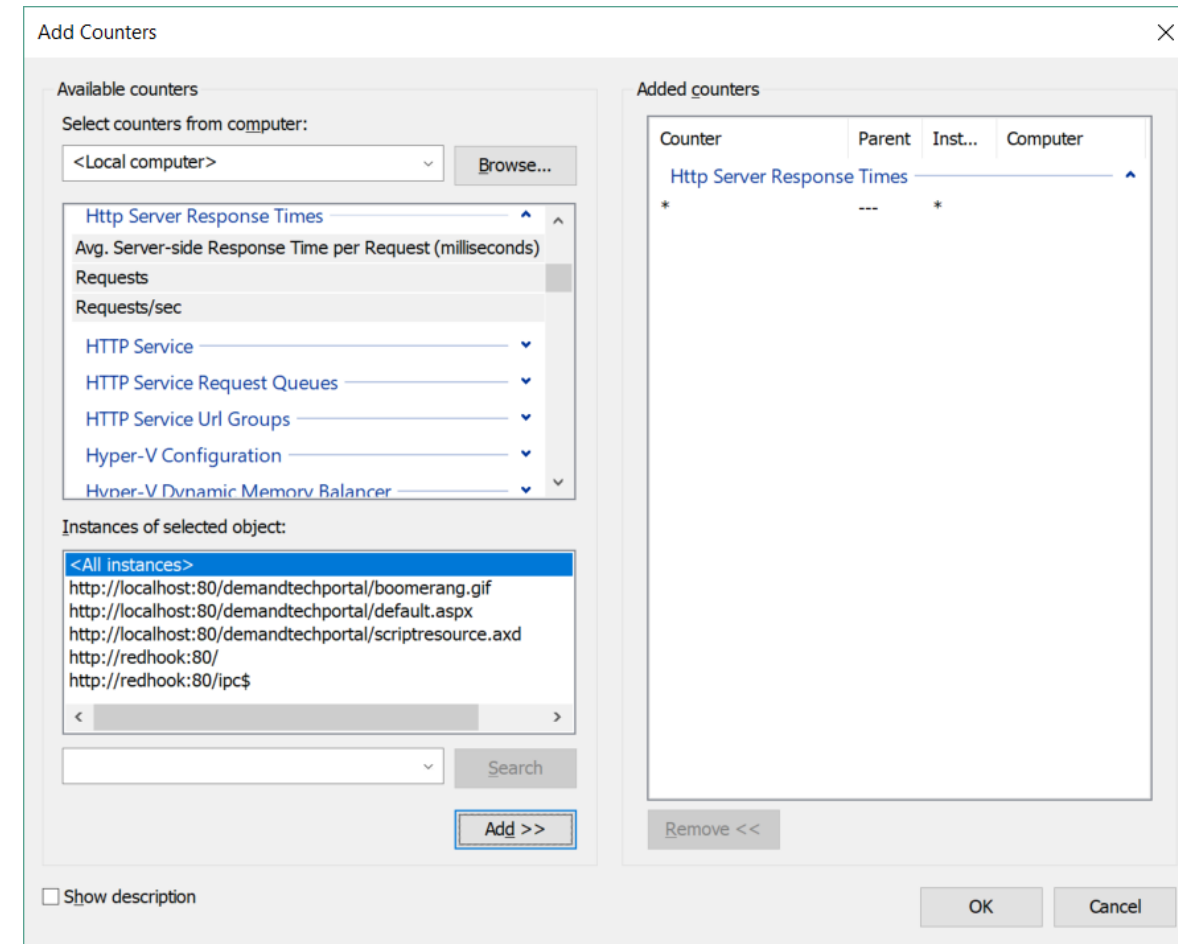 Add Counters
Available counters
Select counters from computer:
<Local computer>
Browse...
Http Server Response Times
Avg. Server-side Response Time per Request (milliseconds)
Requests
Requests/sec
HTTP Service
HTTP Service Request Queues
HTTP Service Url Groups
Hyper-V Configuration
Hyper-V Dynamic Memory Balancer
Instances of selected object:
<All instances>
http://localhost:80/demandtechportal/boomerang.gif
http://localhost:80/demandtechportal/default.aspx
http://localhost:80/demandtechportal/scriptresource.axd
http://redhook:80/
http://redhook:80/ipc$
Search
Add >>
Show description
Added counters
Counter Parent Inst... Computer
Http Server Response Times
* --- *
Remove <<
OK Cancel